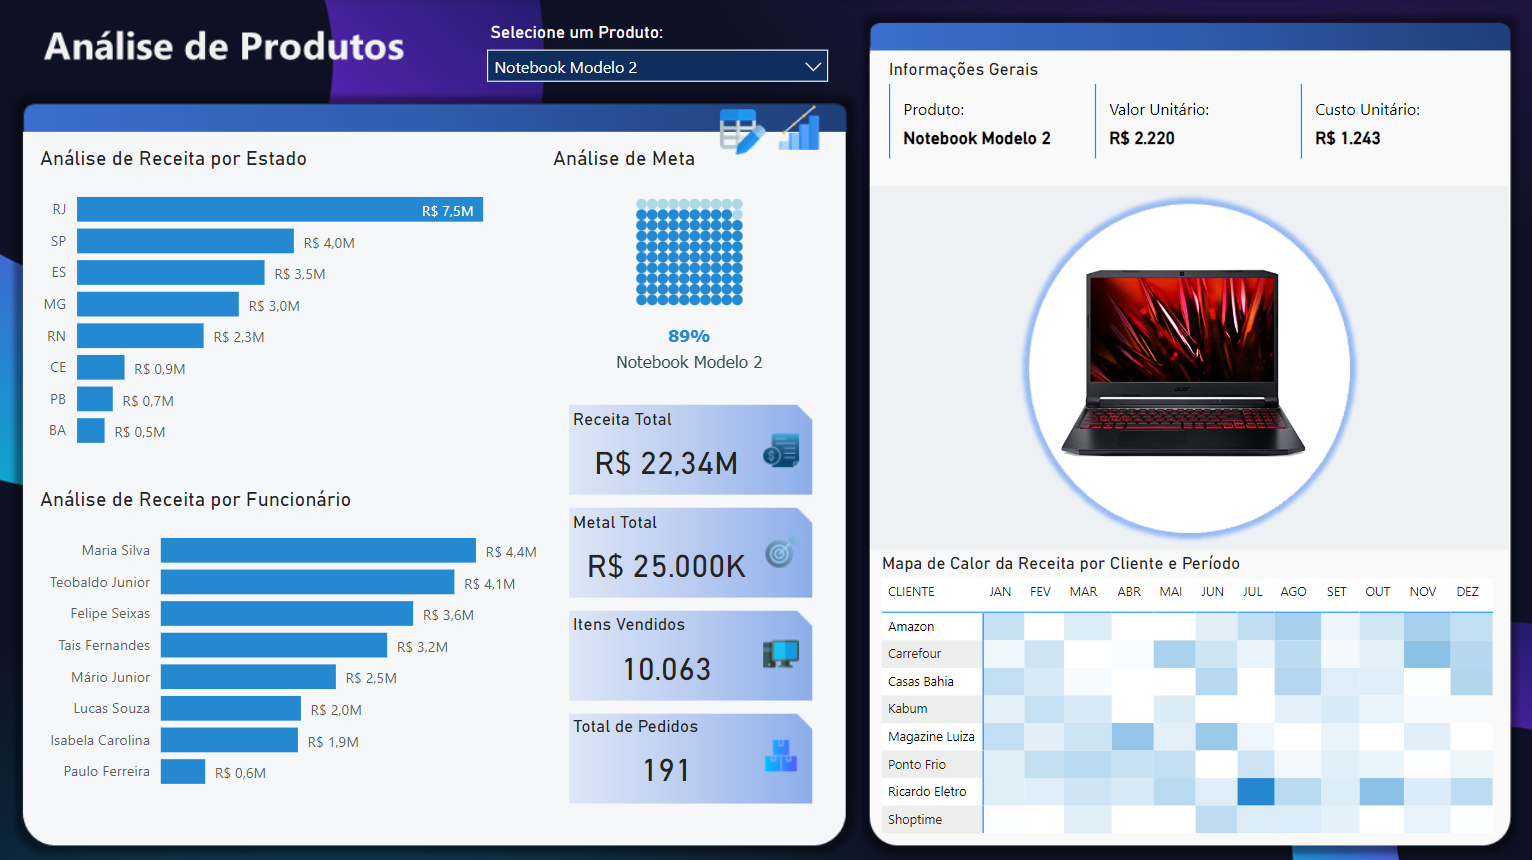 Análise de Produtos
Selecione um Produto:
Notebook Modelo 2
Análise de Receita por Estado
RJ R$ 7,5M
SP R$ 4,0M
ES R$ 3,5M
MG R$ 3,0M
RN R$ 2,3M
CE R$ 0,9M
PB R$ 0,7M
BA R$ 0,5M
Análise de Receita por Funcionário
Maria Silva R$ 4,4M
Teobaldo Junior R$ 4,1M
Felipe Seixas R$ 3,6M
Tais Fernandes R$ 3,2M
Mário Junior R$ 2,5M
Lucas Souza R$ 2,0M
Isabela Carolina R$ 1,9M
Paulo Ferreira R$ 0,6M
Análise de Meta
89%
Notebook Modelo 2
Receita Total
R$ 22,34M
Metal Total
R$ 25.000K
Itens Vendidos
10.063
Total de Pedidos
191
Informações Gerais
Produto:
Notebook Modelo 2
Valor Unitário:
R$ 2.220
Custo Unitário:
R$ 1.243
acer
Mapa de Calor da Receita por Cliente e Período
CLIENTE JAN FEV MAR ABR MAI JUN JUL AGO SET OUT NOV DEZ
Amazon
Carrefour
Casas Bahia
Kabum
Magazine Luiza
Ponto Frio
Ricardo Eletro
Shoptime